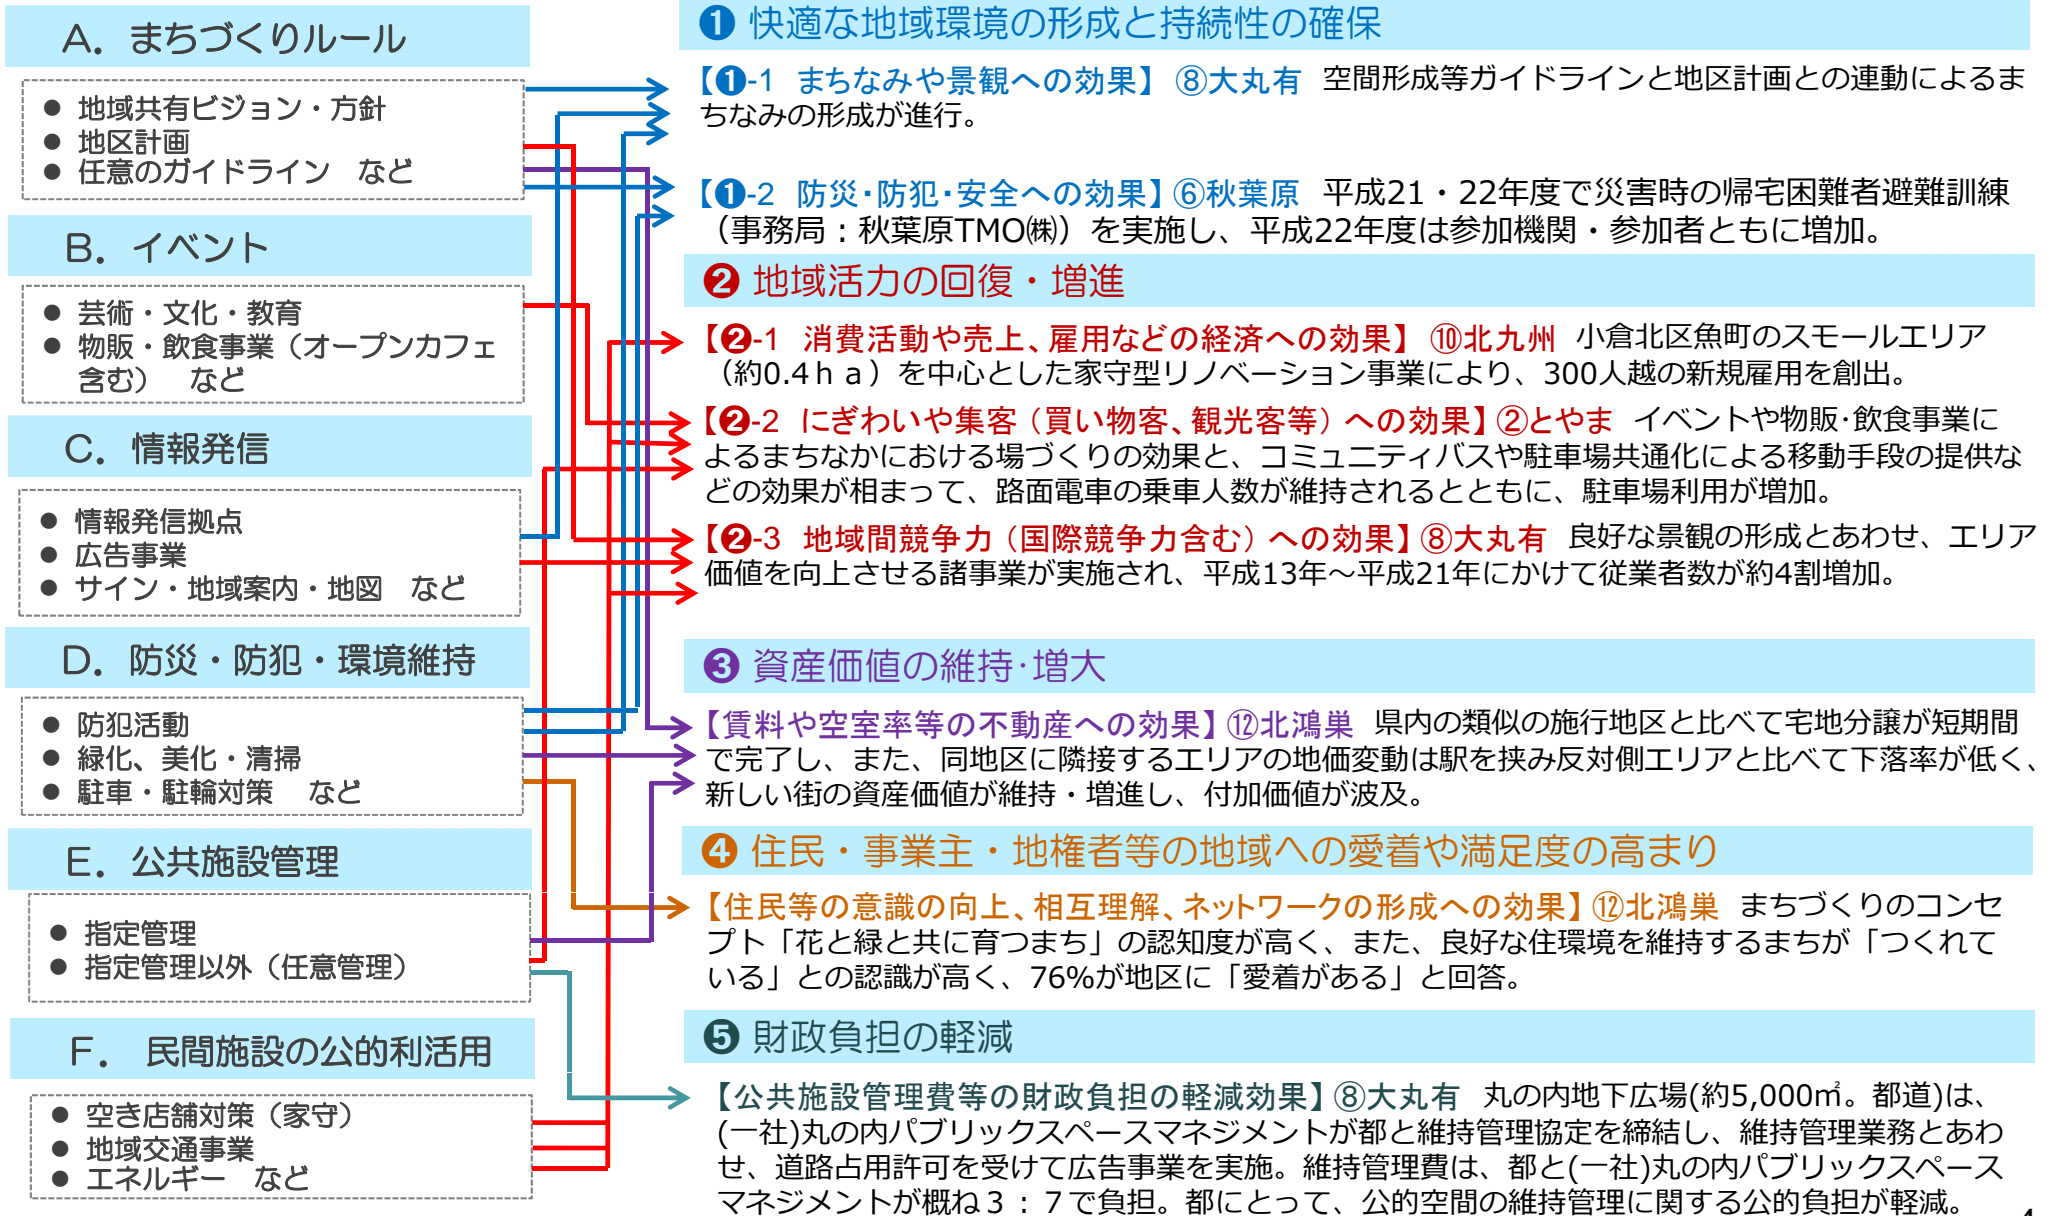 A．まちづくりルール
● 地域共有ビジョン・方針
● 地区計画
● 任意のガイドライン　など
B．イベント
● 芸術・文化・教育
● 物販・飲食事業（オープンカフェ
含む）　など
C．情報発信
● 情報発信拠点
● 広告事業
● サイン・地域案内・地図　など
D．防災・防犯・環境維持
● 防犯活動
● 緑化、美化・清掃
● 駐車・駐輪対策　など
E．公共施設管理
● 指定管理
● 指定管理以外（任意管理）
F．　民間施設の公的利活用
● 空き店舗対策（家守）
● 地域交通事業
● エネルギー　など
❶ 快適な地域環境の形成と持続性の確保
【❶-1　まちなみや景観への効果】 ⑧大丸有　空間形成等ガイドラインと地区計画との連動によるま
ちなみの形成が進行。
【❶-2　防災・防犯・安全への効果】⑥秋葉原　平成21・22年度で災害時の帰宅困難者避難訓練
（事務局：秋葉原TMO㈱）を実施し、平成22年度は参加機関・参加者ともに増加。
❷ 地域活力の回復・増進
【❷-1　消費活動や売上、雇用などの経済への効果】 ⑩北九州　小倉北区魚町のスモールエリア
（約0.4ｈａ）を中心とした家守型リノベーション事業により、300人越の新規雇用を創出。
【❷-2　にぎわいや集客（買い物客、観光客等）への効果】②とやま　イベントや物販・飲食事業に
よるまちなかにおける場づくりの効果と、コミュニティバスや駐車場共通化による移動手段の提供な
どの効果が相まって、路面電車の乗車人数が維持されるとともに、駐車場利用が増加。
【❷-3　地域間競争力（国際競争力含む）への効果】⑧大丸有　良好な景観の形成とあわせ、エリア
価値を向上させる諸事業が実施され、平成13年～平成21年にかけて従業者数が約4割増加。
❸ 資産価値の維持・増大
【賃料や空室率等の不動産への効果】⑫北鴻巣　県内の類似の施行地区と比べて宅地分譲が短期間
で完了し、また、同地区に隣接するエリアの地価変動は駅を挟み反対側エリアと比べて下落率が低く、
新しい街の資産価値が維持・増進し、付加価値が波及。
❹ 住民・事業主・地権者等の地域への愛着や満足度の高まり
【住民等の意識の向上、相互理解、ネットワークの形成への効果】⑫北鴻巣　まちづくりのコンセ
プト「花と緑と共に育つまち」の認知度が高く、また、良好な住環境を維持するまちが「つくれて
いる」との認識が高く、76%が地区に「愛着がある」と回答。
❺ 財政負担の軽減
【公共施設管理費等の財政負担の軽減効果】⑧大丸有　丸の内地下広場(約5,000㎡。都道)は、
(一社)丸の内パブリックスペースマネジメントが都と維持管理協定を締結し、維持管理業務とあわ
せ、道路占用許可を受けて広告事業を実施。維持管理費は、都と(一社)丸の内パブリックスペース
マネジメントが概ね３：７で負担。都にとって、公的空間の維持管理に関する公的負担が軽減。